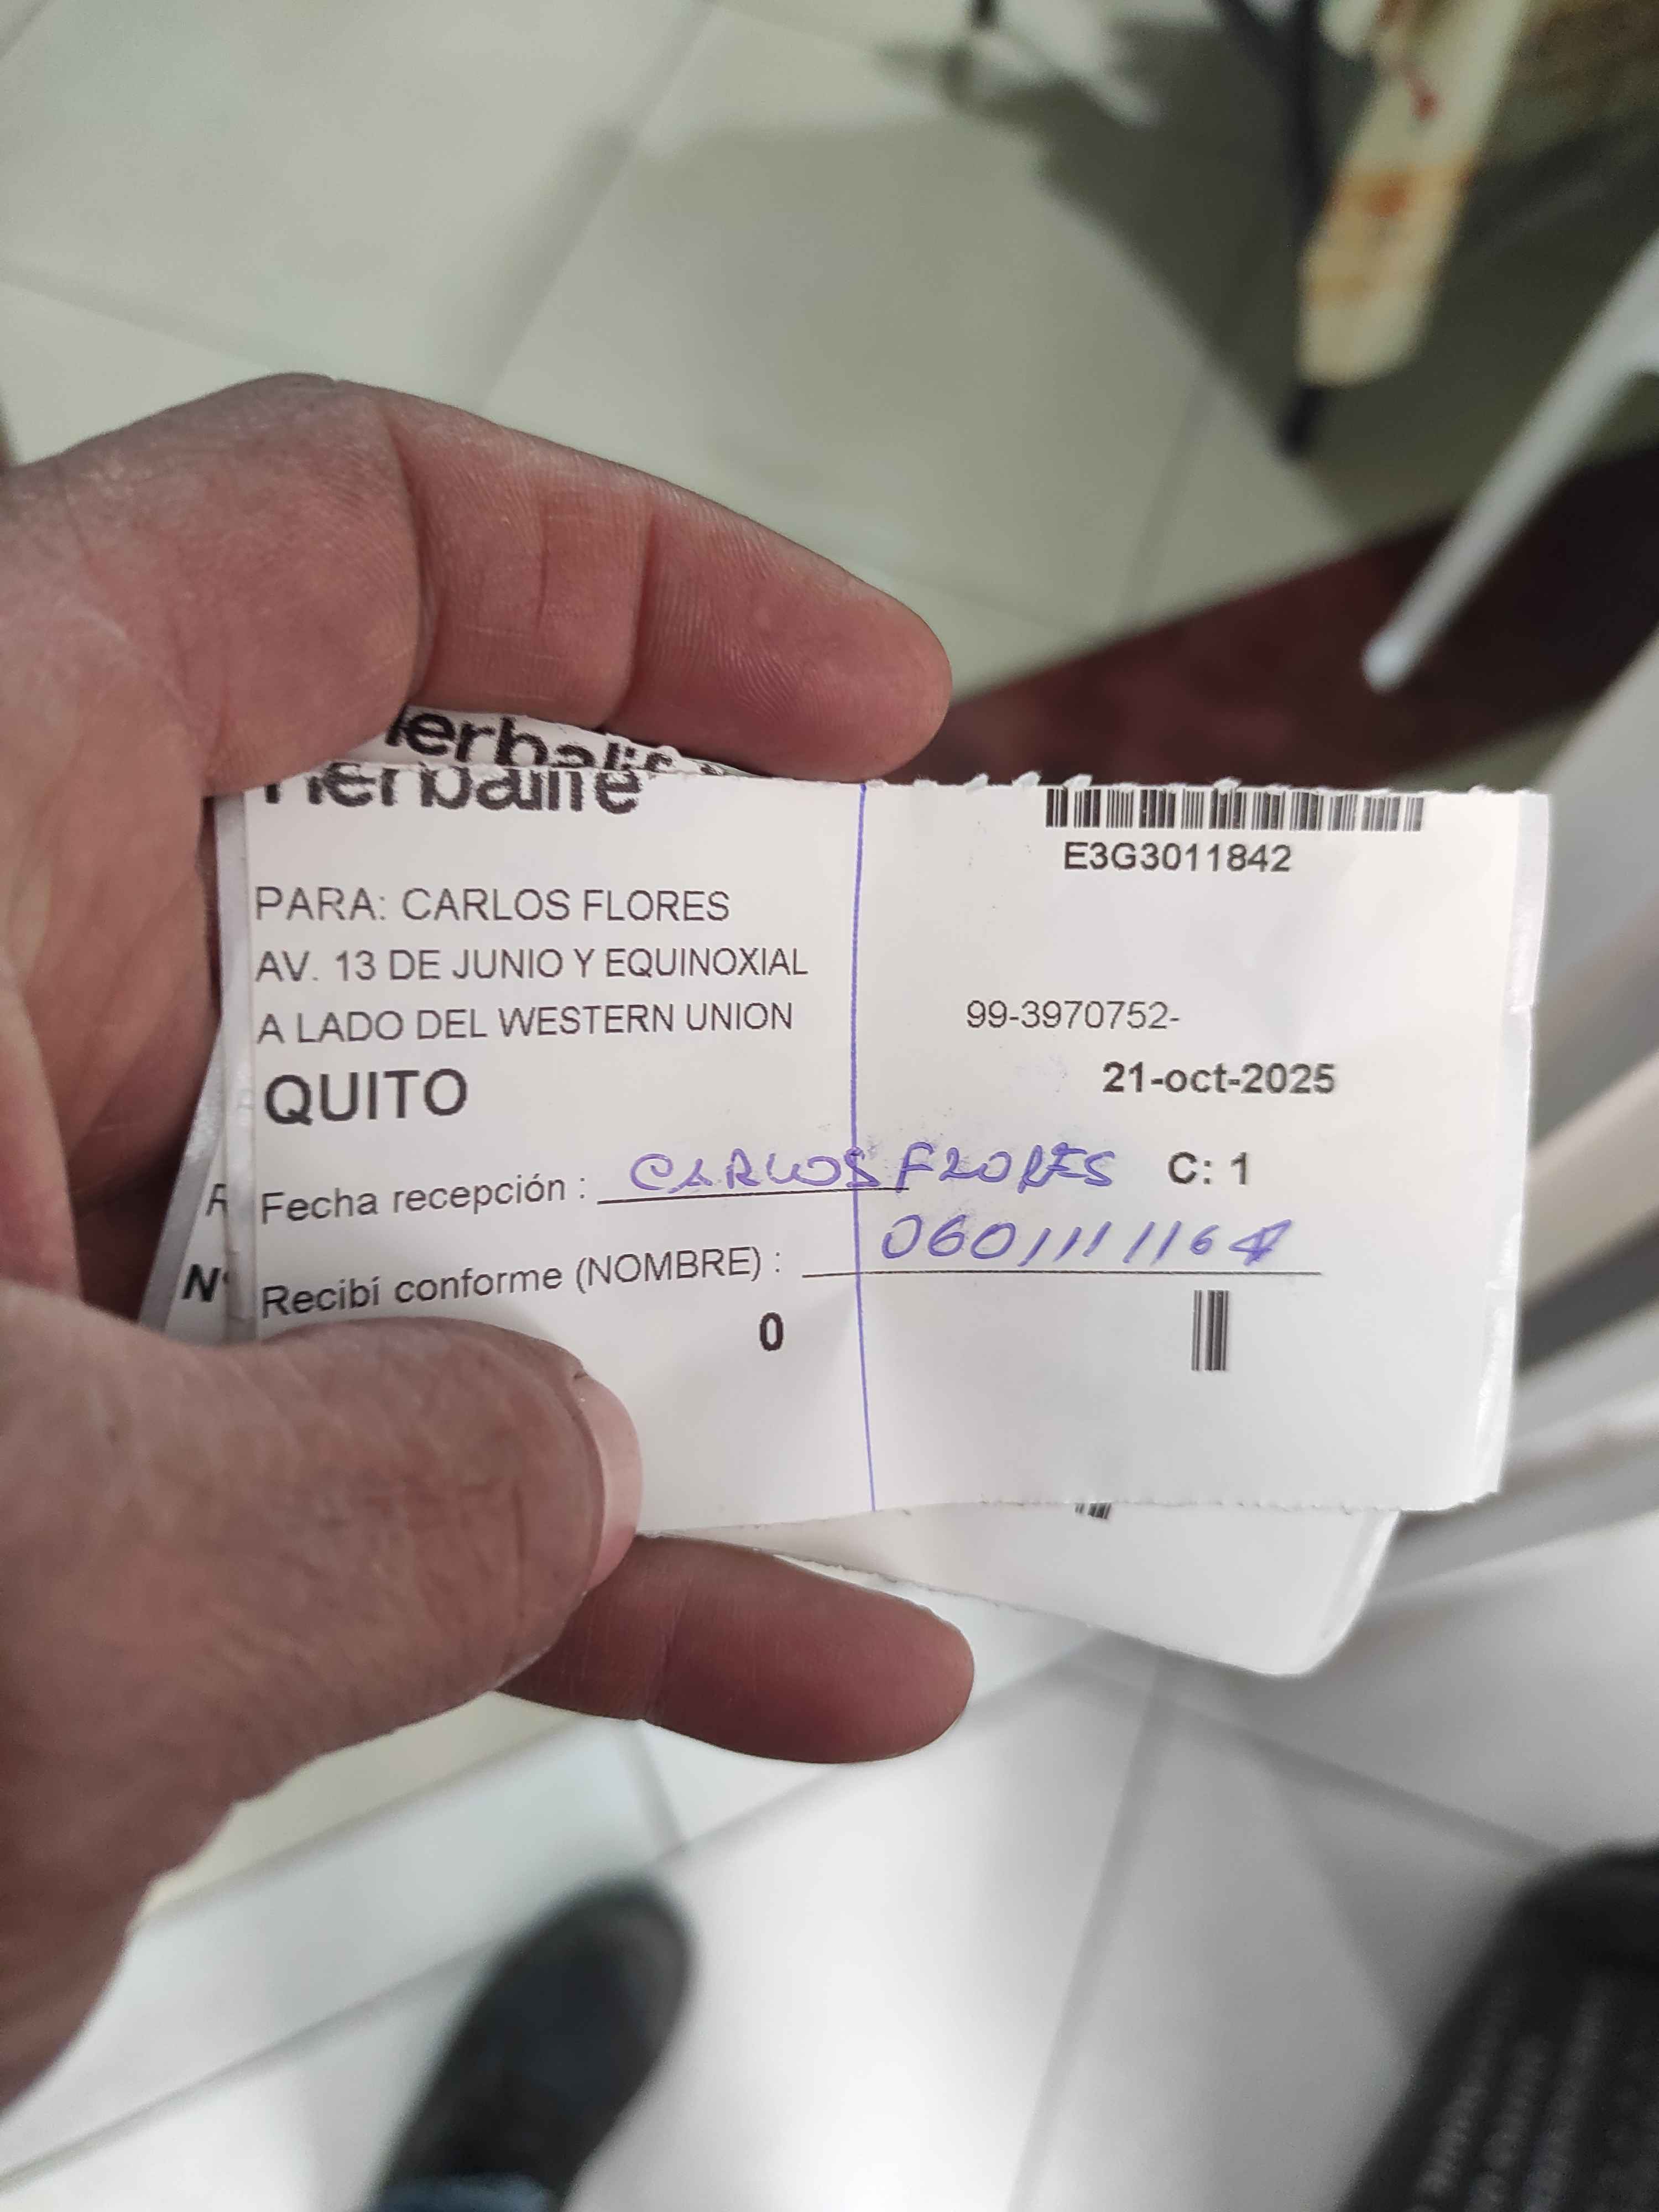 Herbalife
E3G3011842
PARA: CARLOS FLORES
AV. 13 DE JUNIO Y EQUINOXIAL
A LADO DEL WESTERN UNION
99-3970752-
QUITO
21-oct-2025
Fecha recepción : CARLOS FLORES C: 1
Recibí conforme (NOMBRE) :
0